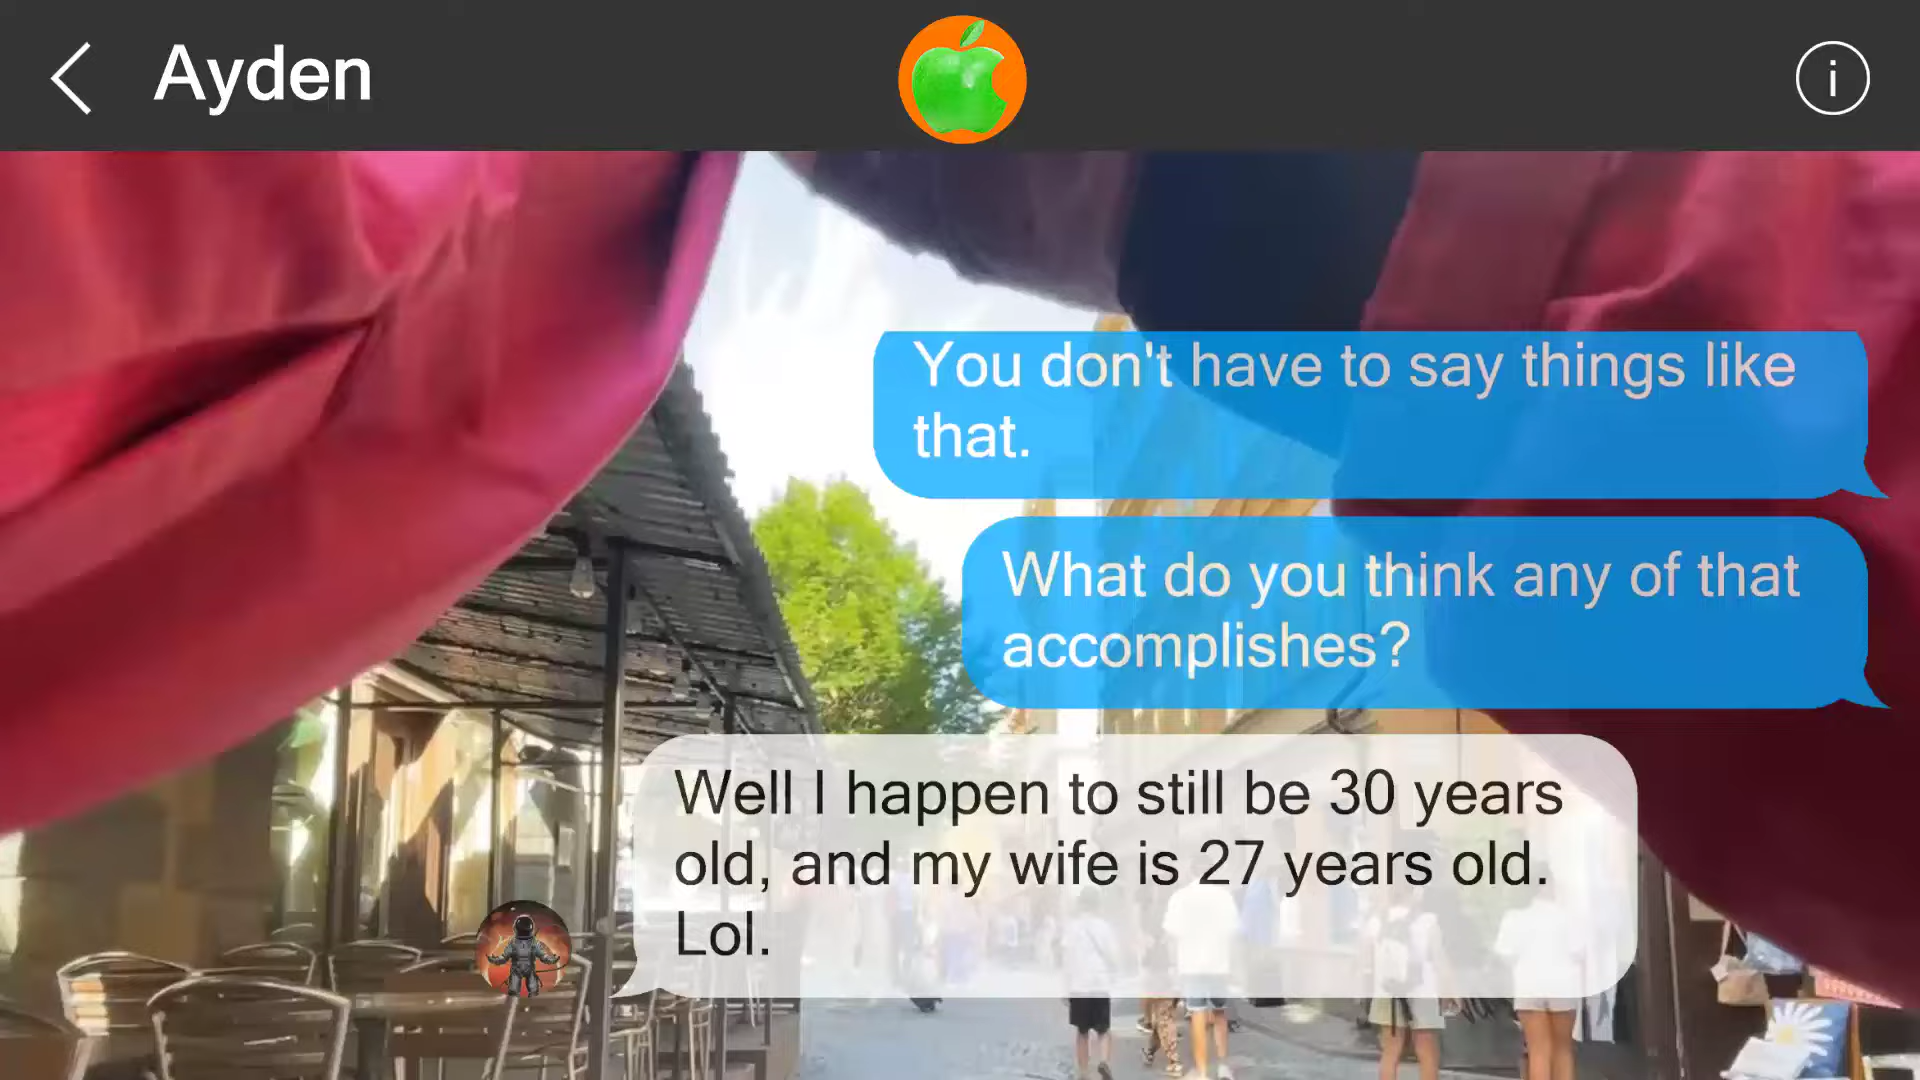 Ayden
You don't have to say things like
that.
What do you think any of that
accomplishes?
Well I happen to still be 30 years
old, and my wife is 27 years old.
Lol.